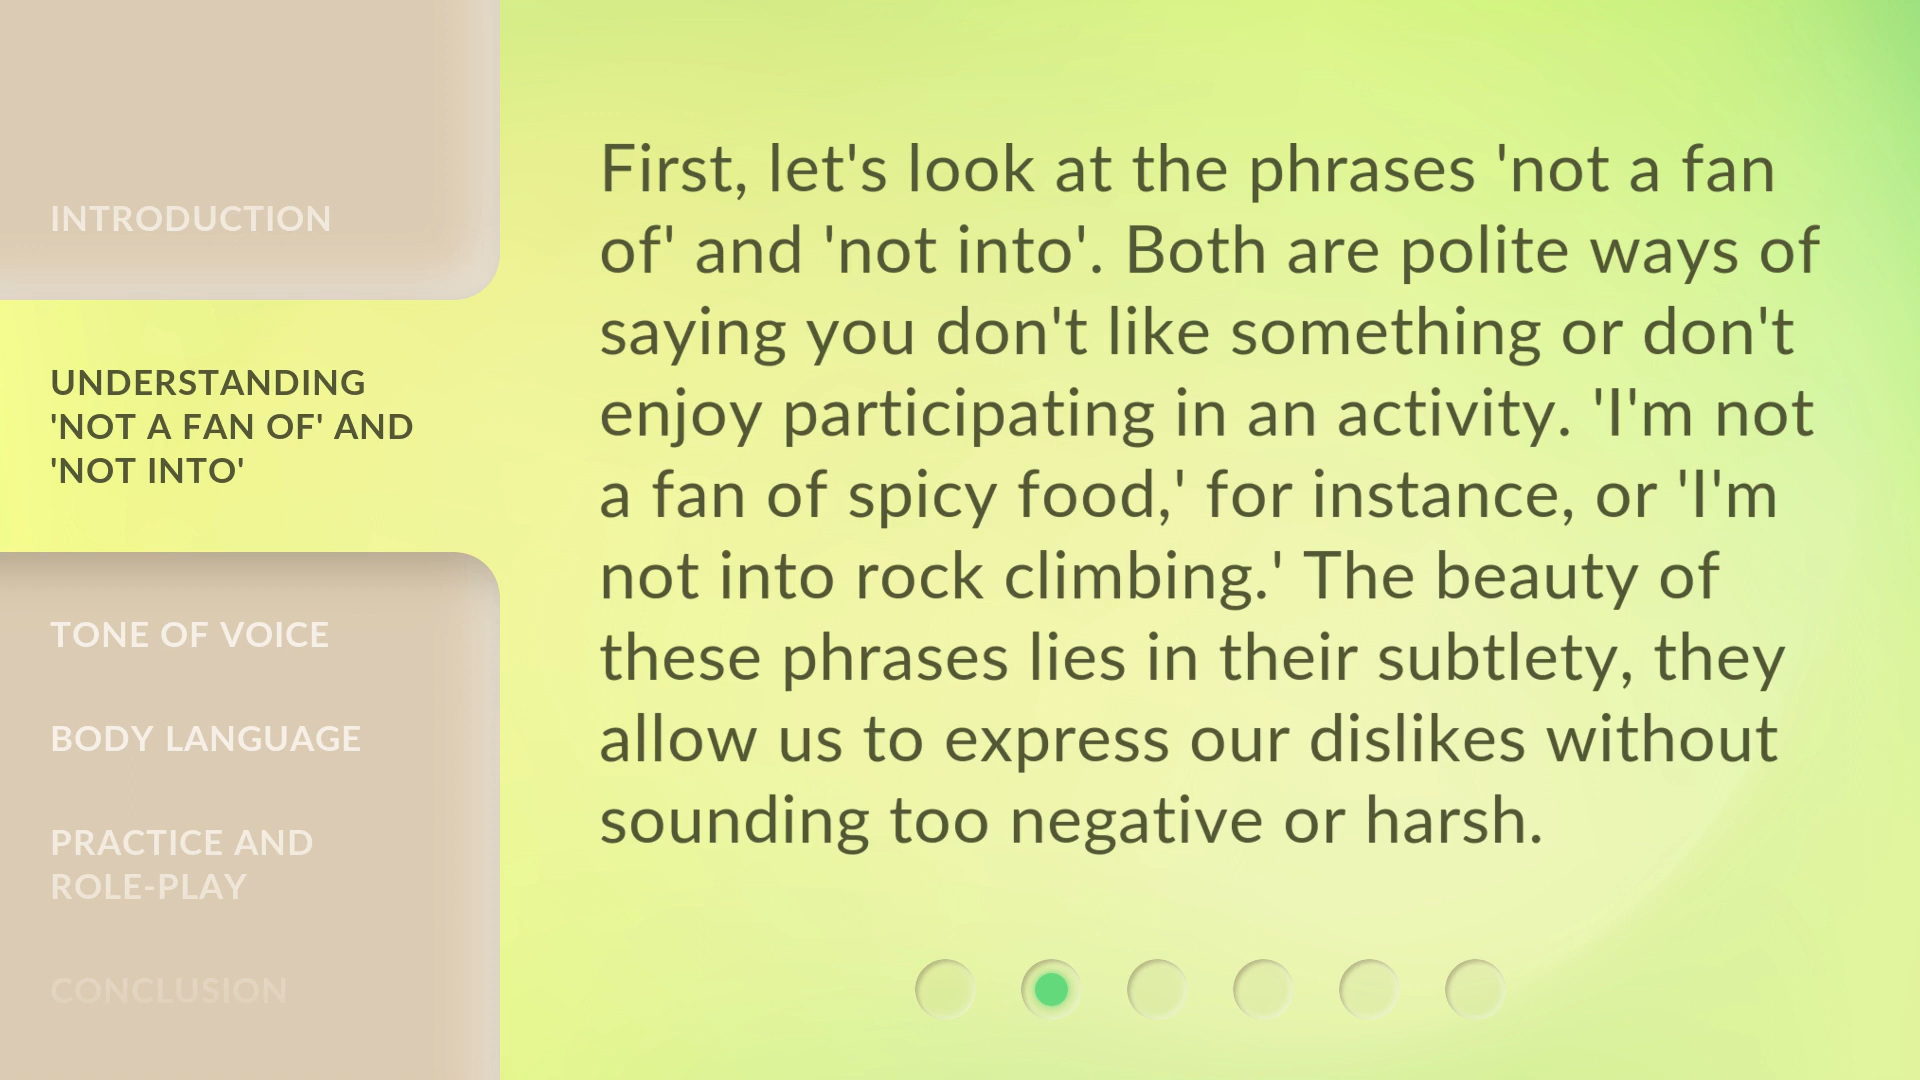 INTRODUCTION
UNDERSTANDING
'NOT A FAN OF' AND
'NOT INTO'
TONE OF VOICE
BODY LANGUAGE
PRACTICE AND
ROLE-PLAY
CONCLUSION
First, let's look at the phrases 'not a fan
of' and 'not into'. Both are polite ways of
saying you don't like something or don't
enjoy participating in an activity. 'I'm not
a fan of spicy food,' for instance, or 'I'm
not into rock climbing.' The beauty of
these phrases lies in their subtlety, they
allow us to express our dislikes without
sounding too negative or harsh.